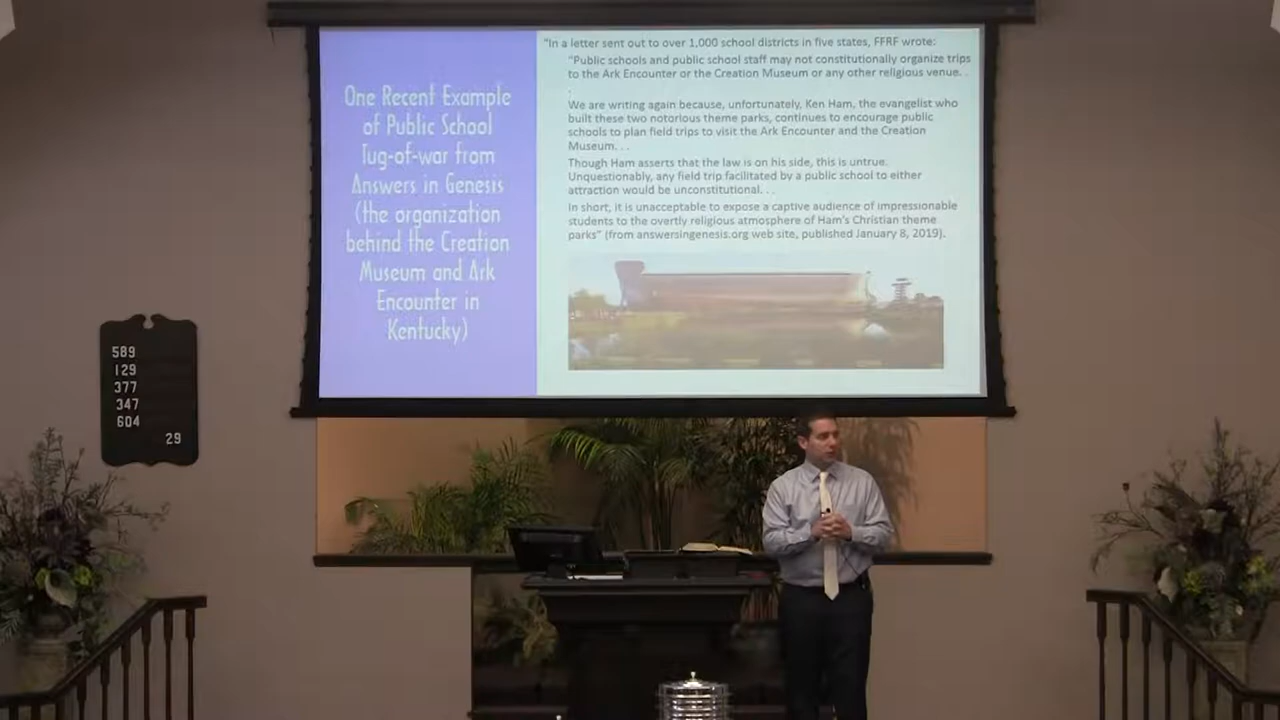 One Recent Example
of Public School
Tug-of-war from
Answers in Genesis
(the organization
behind the Creation
Museum and Ark
Encounter in
Kentucky)
"In a letter sent out to over 1,000 school districts in five states, FFRF wrote:
"Public schools and public school staff may not constitutionally organize trips
to the Ark Encounter or the Creation Museum or any other religious venue. .
.
We are writing again because, unfortunately, Ken Ham, the evangelist who
built these two notorious theme parks, continues to encourage public
schools to plan field trips to visit the Ark Encounter and the Creation
Museum. . .
Though Ham asserts that the law is on his side, this is untrue.
Unquestionably, any field trip facilitated by a public school to either
attraction would be unconstitutional. . .
In short, it is unacceptable to expose a captive audience of impressionable
students to the overtly religious atmosphere of Ham's Christian theme
parks" (from answersingenesis.org web site, published January 8, 2019).
589
129
377
347
604
29